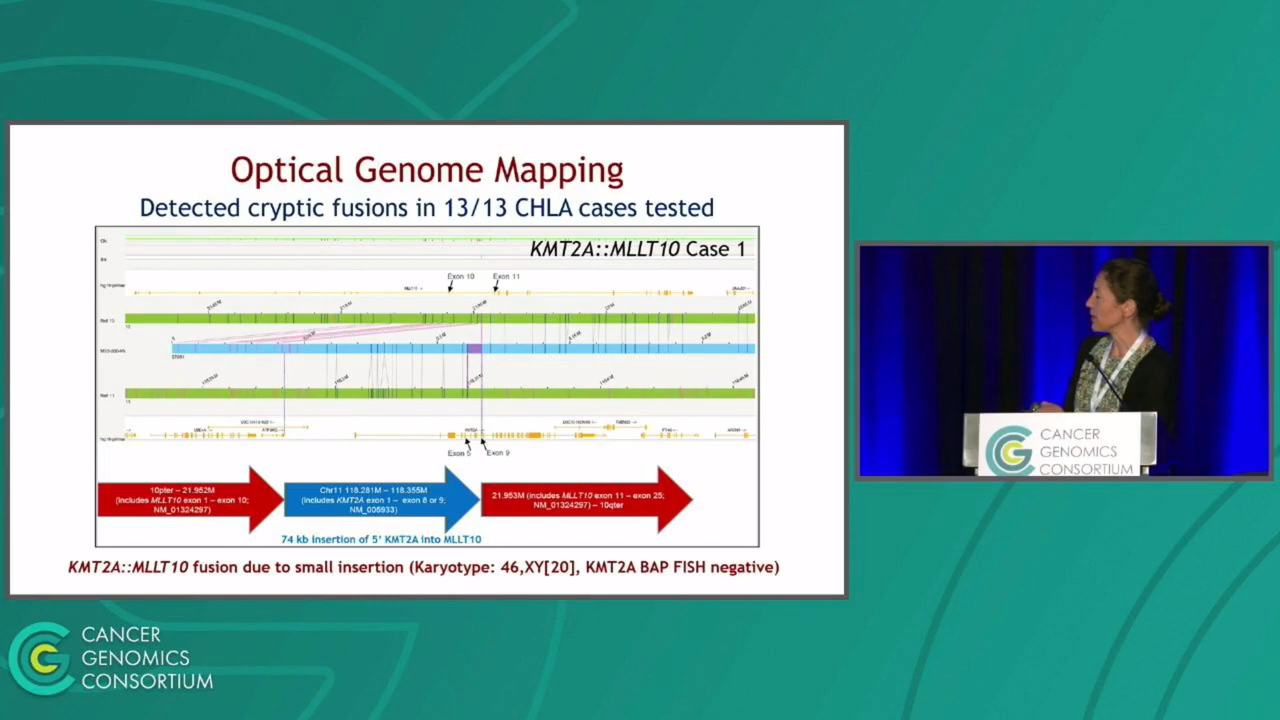 Optical Genome Mapping
Detected cryptic fusions in 13/13 CHLA cases tested
KMT2A::MLLT10 Case 1
Exon 10
Exon 11
Exon 5
Exon 9
10pter – 21.952M
(includes MLLT10 exon 1 – exon 10;
NM_01324297)
Chr11 118.281M – 118.355M
(includes KMT2A exon 1 – exon 8 or 9;
NM_005933)
21.953M (includes MLLT10 exon 11 – exon 25;
NM_01324297) – 10qter
74 kb insertion of 5' KMT2A into MLLT10
KMT2A::MLLT10 fusion due to small insertion (Karyotype: 46,XY[20], KMT2A BAP FISH negative)
CANCER
GENOMICS
CONSORTIUM
CANCER
GENOMICS
CONSORTIUM